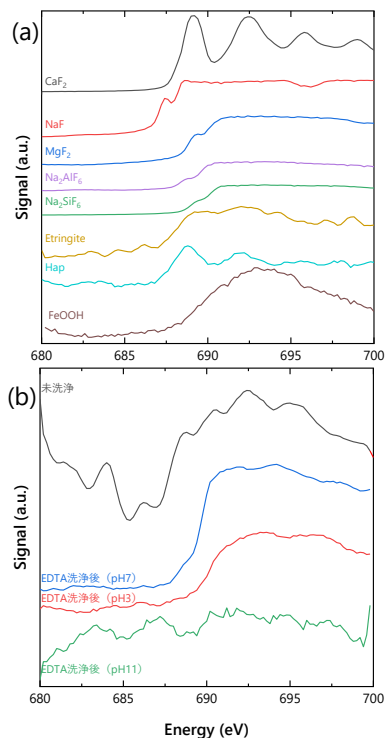 (a)
Signal (a.u.)
CaF₂
NaF
MgF₂
Na₂AlF₆
Na₂SiF₆
Etringite
Hap
FeOOH
680 685 690 695 700
(b)
Signal (a.u.)
未洗浄
EDTA洗浄後（pH7）
EDTA洗浄後（pH3）
EDTA洗浄後（pH11）
680 685 690 695 700
Energy (eV)